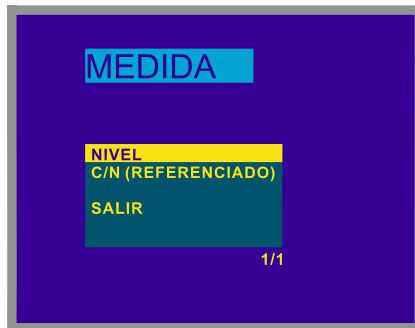 MEDIDA
NIVEL
C/N (REFERENCIADO)
SALIR
1/1